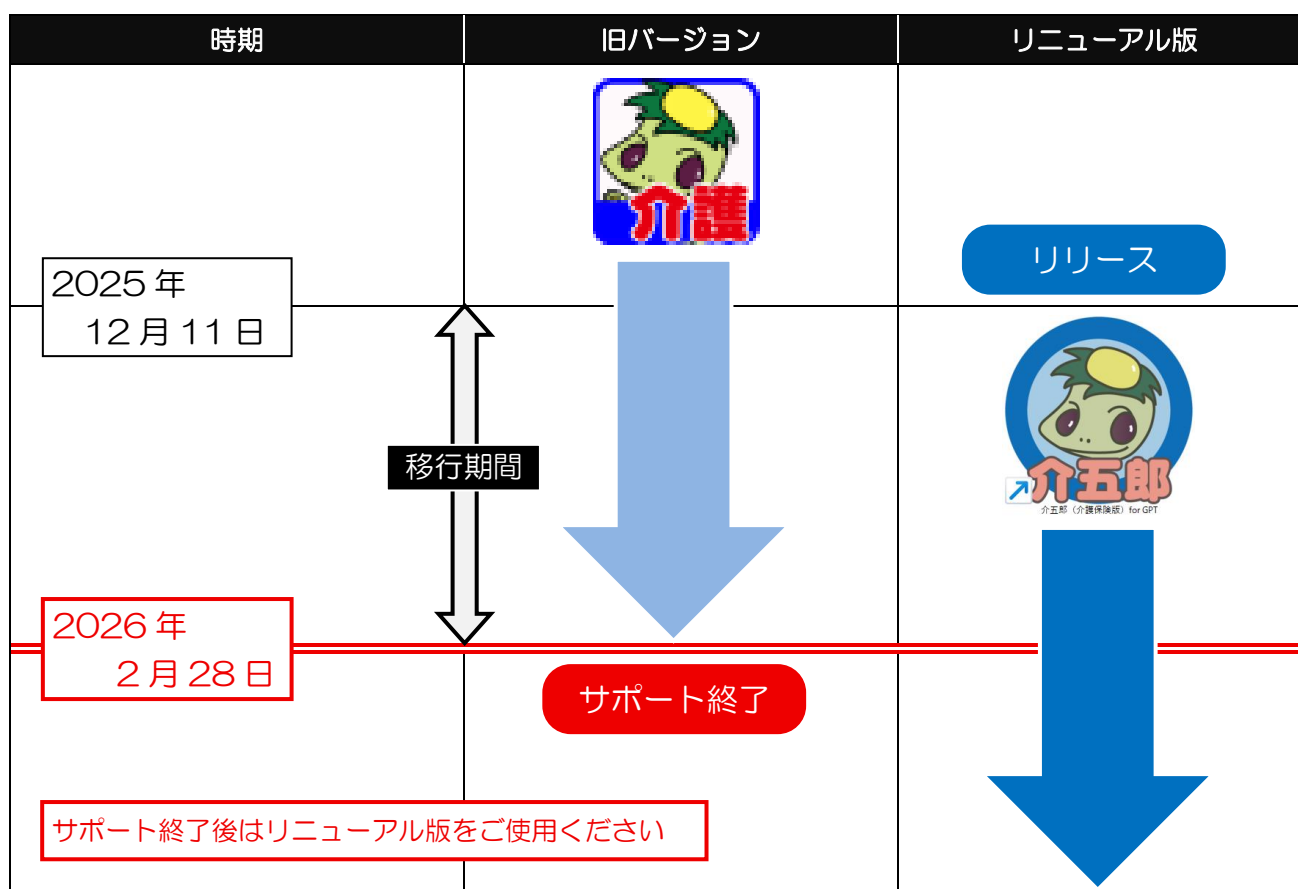 時期
旧バージョン
リニューアル版
介護
リリース
2025年
12月11日
介五郎
介五郎（介護保険版）for GPT
移行期間
2026年
2月28日
サポート終了
サポート終了後はリニューアル版をご使用ください